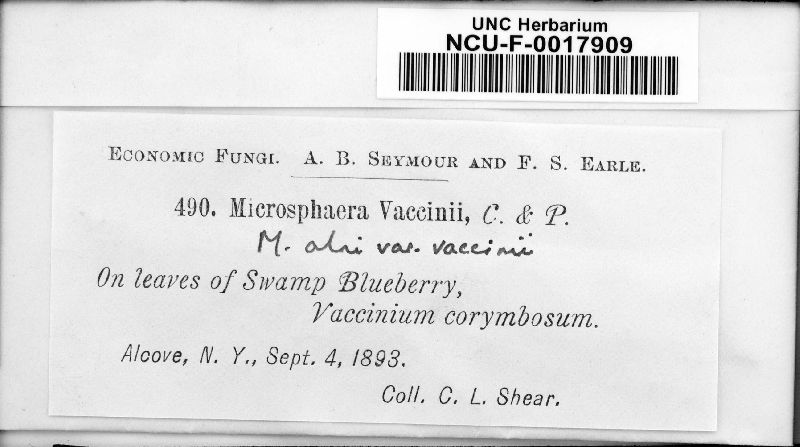 UNC Herbarium
NCU-F-0017909
Economic Fungi. A. B. Seymour and F. S. Earle.
490. Microsphaera Vaccinii, C. & P.
M. alni var. vaccinii
On leaves of Swamp Blueberry,
Vaccinium corymbosum.
Alcove, N. Y., Sept. 4, 1893.
Coll. C. L. Shear.